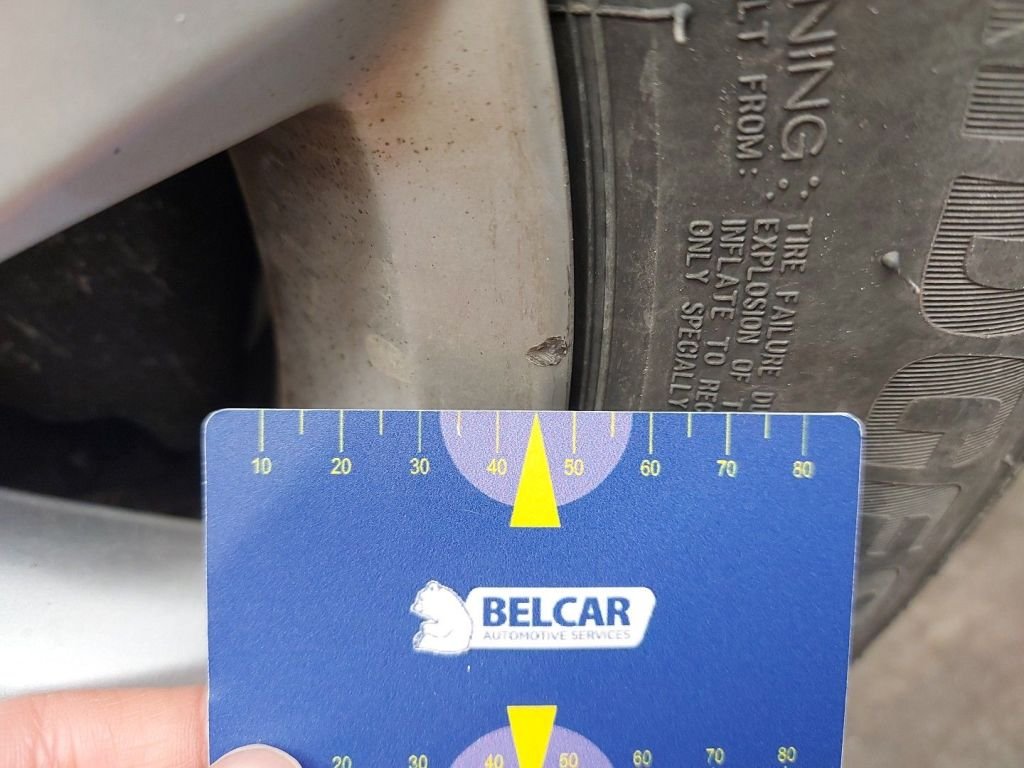 NING:
LT FROM:
TIRE FAILURE
EXPLOSION OF
INFLATE TO
ONLY SPECIALLY
10 20 30 40 50 60 70 80
BELCAR
AUTOMOTIVE SERVICES
20 30 40 50 60 70 80